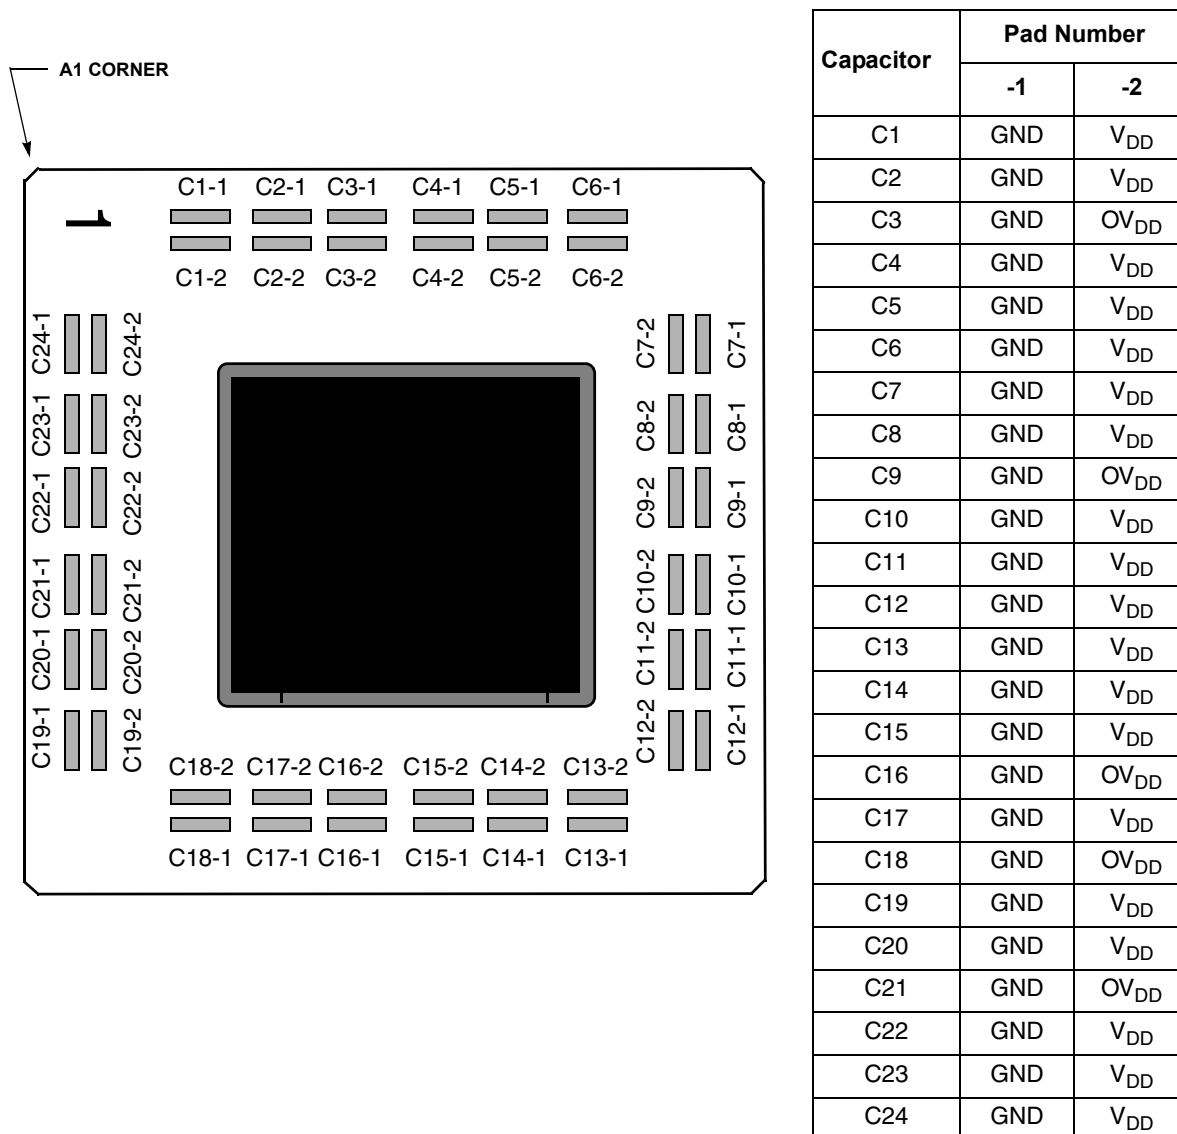 A1 CORNER
1
C1-1 C2-1 C3-1 C4-1 C5-1 C6-1
C1-2 C2-2 C3-2 C4-2 C5-2 C6-2
C24-1 C24-2 C7-2 C7-1
C23-1 C23-2 C8-2 C8-1
C22-1 C22-2 C9-2 C9-1
C21-1 C21-2 C10-2 C10-1
C20-1 C20-2 C11-2 C11-1
C19-1 C19-2 C12-2 C12-1
C18-2 C17-2 C16-2 C15-2 C14-2 C13-2
C18-1 C17-1 C16-1 C15-1 C14-1 C13-1
Capacitor Pad Number
-1 -2
C1 GND VDD
C2 GND VDD
C3 GND OVDD
C4 GND VDD
C5 GND VDD
C6 GND VDD
C7 GND VDD
C8 GND VDD
C9 GND OVDD
C10 GND VDD
C11 GND VDD
C12 GND VDD
C13 GND VDD
C14 GND VDD
C15 GND VDD
C16 GND OVDD
C17 GND VDD
C18 GND OVDD
C19 GND VDD
C20 GND VDD
C21 GND OVDD
C22 GND VDD
C23 GND VDD
C24 GND VDD